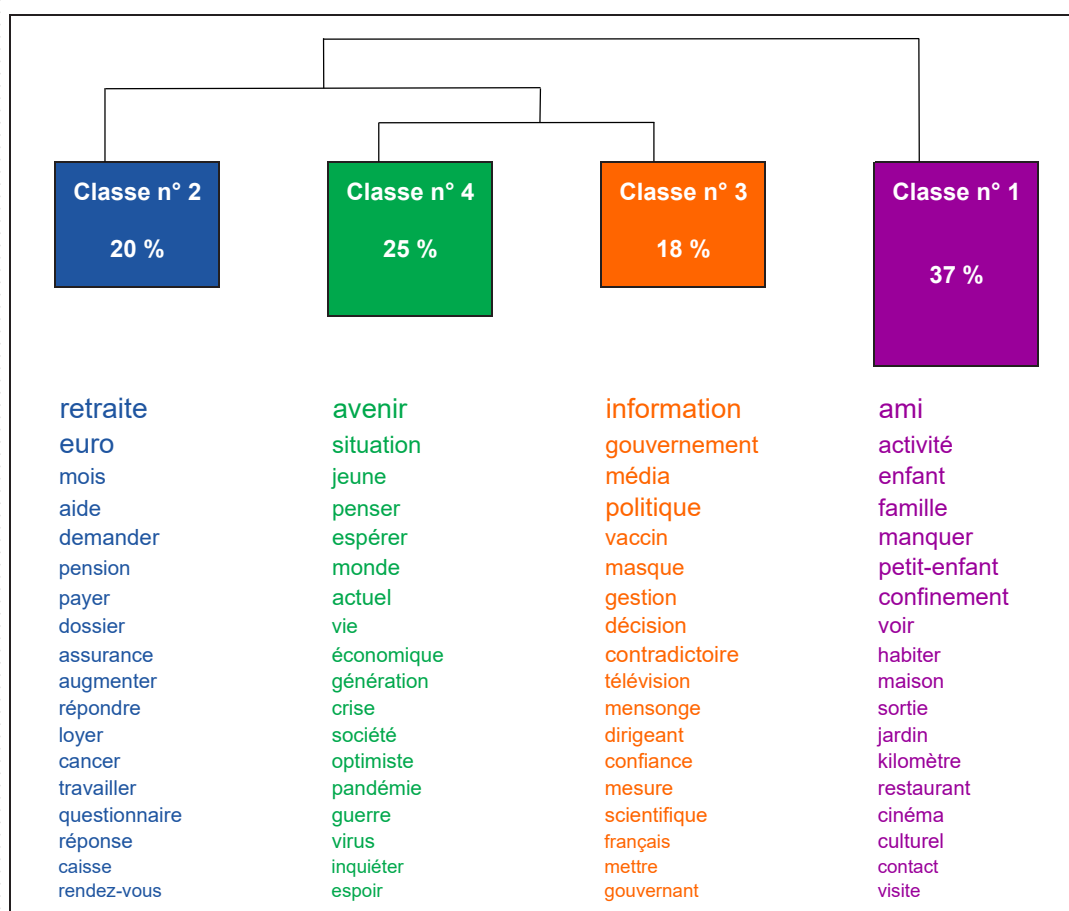 Classe n° 2
20 %
Classe n° 4
25 %
Classe n° 3
18 %
Classe n° 1
37 %
retraite
euro
mois
aide
demander
pension
payer
dossier
assurance
augmenter
répondre
loyer
cancer
travailler
questionnaire
réponse
caisse
rendez-vous
avenir
situation
jeune
penser
espérer
monde
actuel
vie
économique
génération
crise
société
optimiste
pandémie
guerre
virus
inquiéter
espoir
information
gouvernement
média
politique
vaccin
masque
gestion
décision
contradictoire
télévision
mensonge
dirigeant
confiance
mesure
scientifique
français
mettre
gouvernant
ami
activité
enfant
famille
manquer
petit-enfant
confinement
voir
habiter
maison
sortie
jardin
kilomètre
restaurant
cinéma
culturel
contact
visite